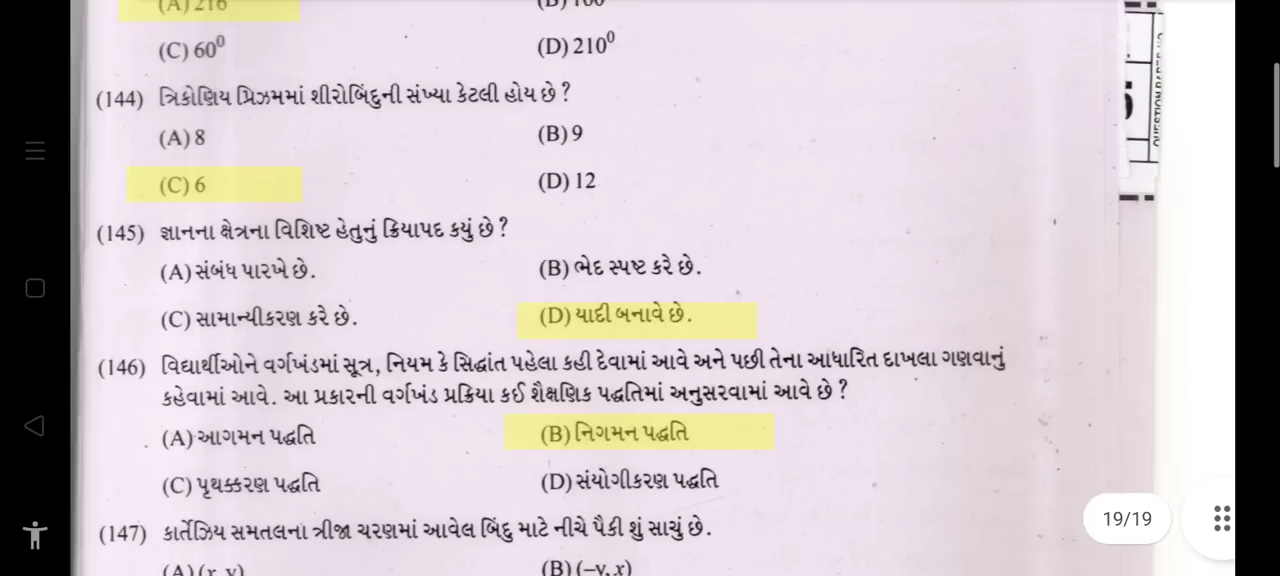 (A) 216
(C) 60⁰ (D) 210⁰
(144) ત્રિકોણિય પ્રિઝમમાં શીરોબિંદુની સંખ્યા કેટલી હોય છે ?
(A) 8 (B) 9
(C) 6 (D) 12
(145) જ્ઞાનના ક્ષેત્રના વિશિષ્ટ હેતુનું ક્રિયાપદ કયું છે ?
(A) સંબંધ પારખે છે. (B) ભેદ સ્પષ્ટ કરે છે.
(C) સામાન્યીકરણ કરે છે. (D) યાદી બનાવે છે.
(146) વિદ્યાર્થીઓને વર્ગખંડમાં સૂત્ર, નિયમ કે સિદ્ધાંત પહેલા કહી દેવામાં આવે અને પછી તેના આધારિત દાખલા ગણવાનું
કહેવામાં આવે. આ પ્રકારની વર્ગખંડ પ્રક્રિયા કઈ શૈક્ષણિક પદ્ધતિમાં અનુસરવામાં આવે છે ?
(A) આગમન પદ્ધતિ (B) નિગમન પદ્ધતિ
(C) પૃથક્કરણ પદ્ધતિ (D) સંયોગીકરણ પદ્ધતિ
(147) કાર્તેઝિય સમતલના ત્રીજા ચરણમાં આવેલ બિંદુ માટે નીચે પૈકી શું સાચું છે.
(A) (x, y) (B) (–y, x)
19/19